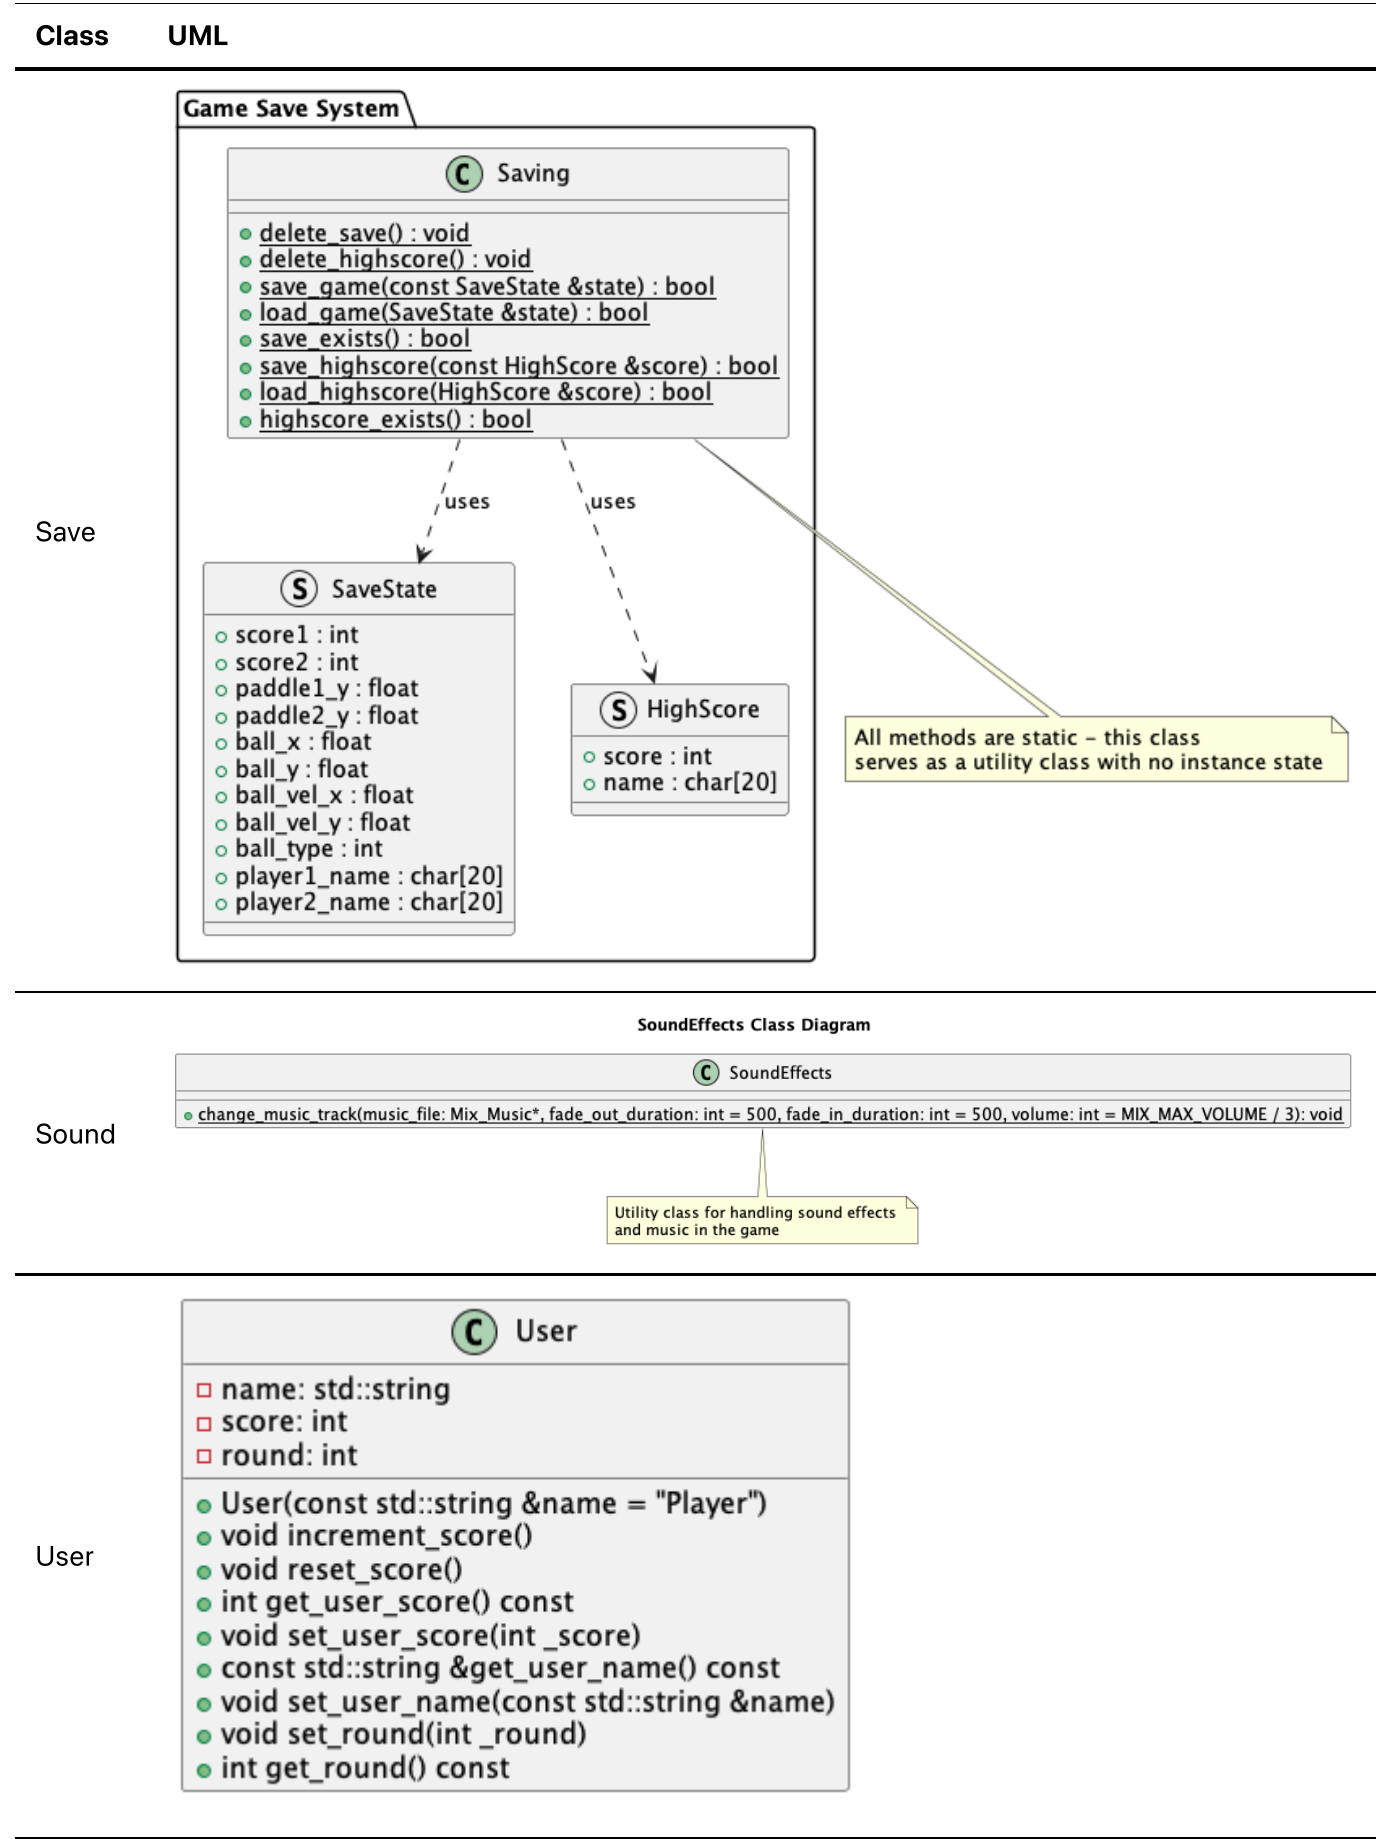 Class UML
Game Save System
C Saving
delete_save() : void
delete_highscore() : void
save_game(const SaveState &state) : bool
load_game(SaveState &state) : bool
save_exists() : bool
save_highscore(const HighScore &score) : bool
load_highscore(HighScore &score) : bool
highscore_exists() : bool
uses uses
Save
S SaveState
score1 : int
score2 : int
paddle1_y : float
paddle2_y : float
ball_x : float
ball_y : float
ball_vel_x : float
ball_vel_y : float
ball_type : int
player1_name : char[20]
player2_name : char[20]
S HighScore
score : int
name : char[20]
All methods are static – this class
serves as a utility class with no instance state
SoundEffects Class Diagram
C SoundEffects
change_music_track(music_file: Mix_Music*, fade_out_duration: int = 500, fade_in_duration: int = 500, volume: int = MIX_MAX_VOLUME / 3): void
Sound
Utility class for handling sound effects
and music in the game
C User
name: std::string
score: int
round: int
User(const std::string &name = "Player")
void increment_score()
User
void reset_score()
int get_user_score() const
void set_user_score(int _score)
const std::string &get_user_name() const
void set_user_name(const std::string &name)
void set_round(int _round)
int get_round() const